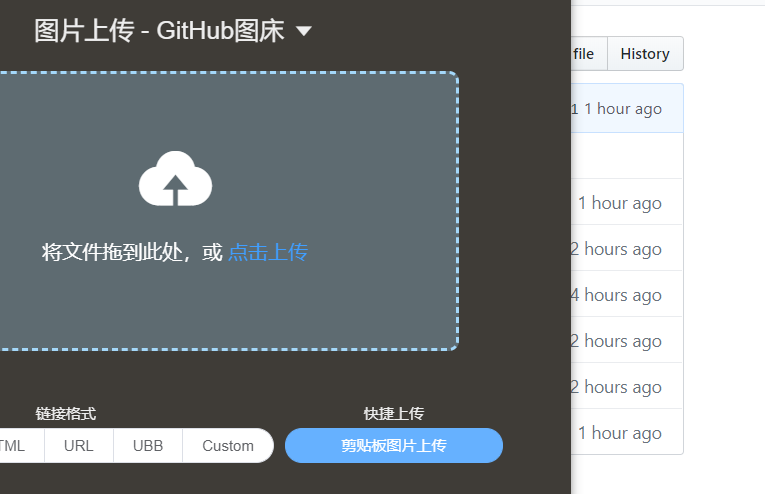 图片上传 - GitHub图床
file
History
1 1 hour ago
1 hour ago
将文件拖到此处，或 点击上传
2 hours ago
4 hours ago
2 hours ago
2 hours ago
1 hour ago
链接格式
快捷上传
TML
URL
UBB
Custom
剪贴板图片上传